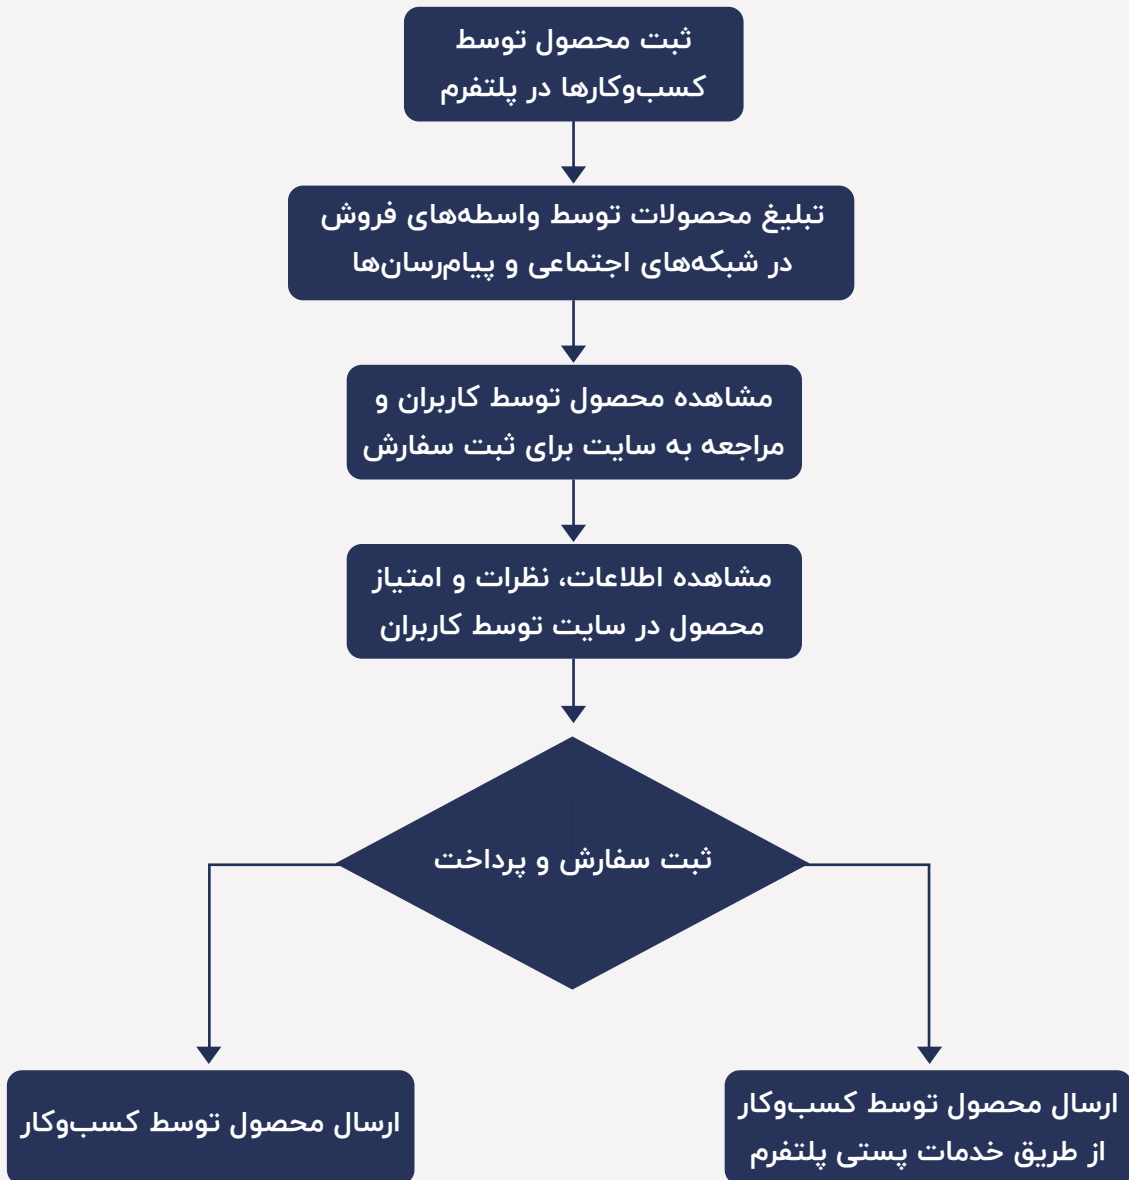 ثبت محصول توسط
کسب‌وکارها در پلتفرم
تبلیغ محصولات توسط واسطه‌های فروش
در شبکه‌های اجتماعی و پیام‌رسان‌ها
مشاهده محصول توسط کاربران و
مراجعه به سایت برای ثبت سفارش
مشاهده اطلاعات، نظرات و امتیاز
محصول در سایت توسط کاربران
ثبت سفارش و پرداخت
ارسال محصول توسط کسب‌وکار
از طریق خدمات پستی پلتفرم
ارسال محصول توسط کسب‌وکار